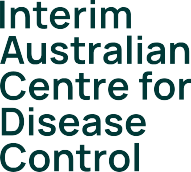 Interim
Australian
Centre for
Disease
Control